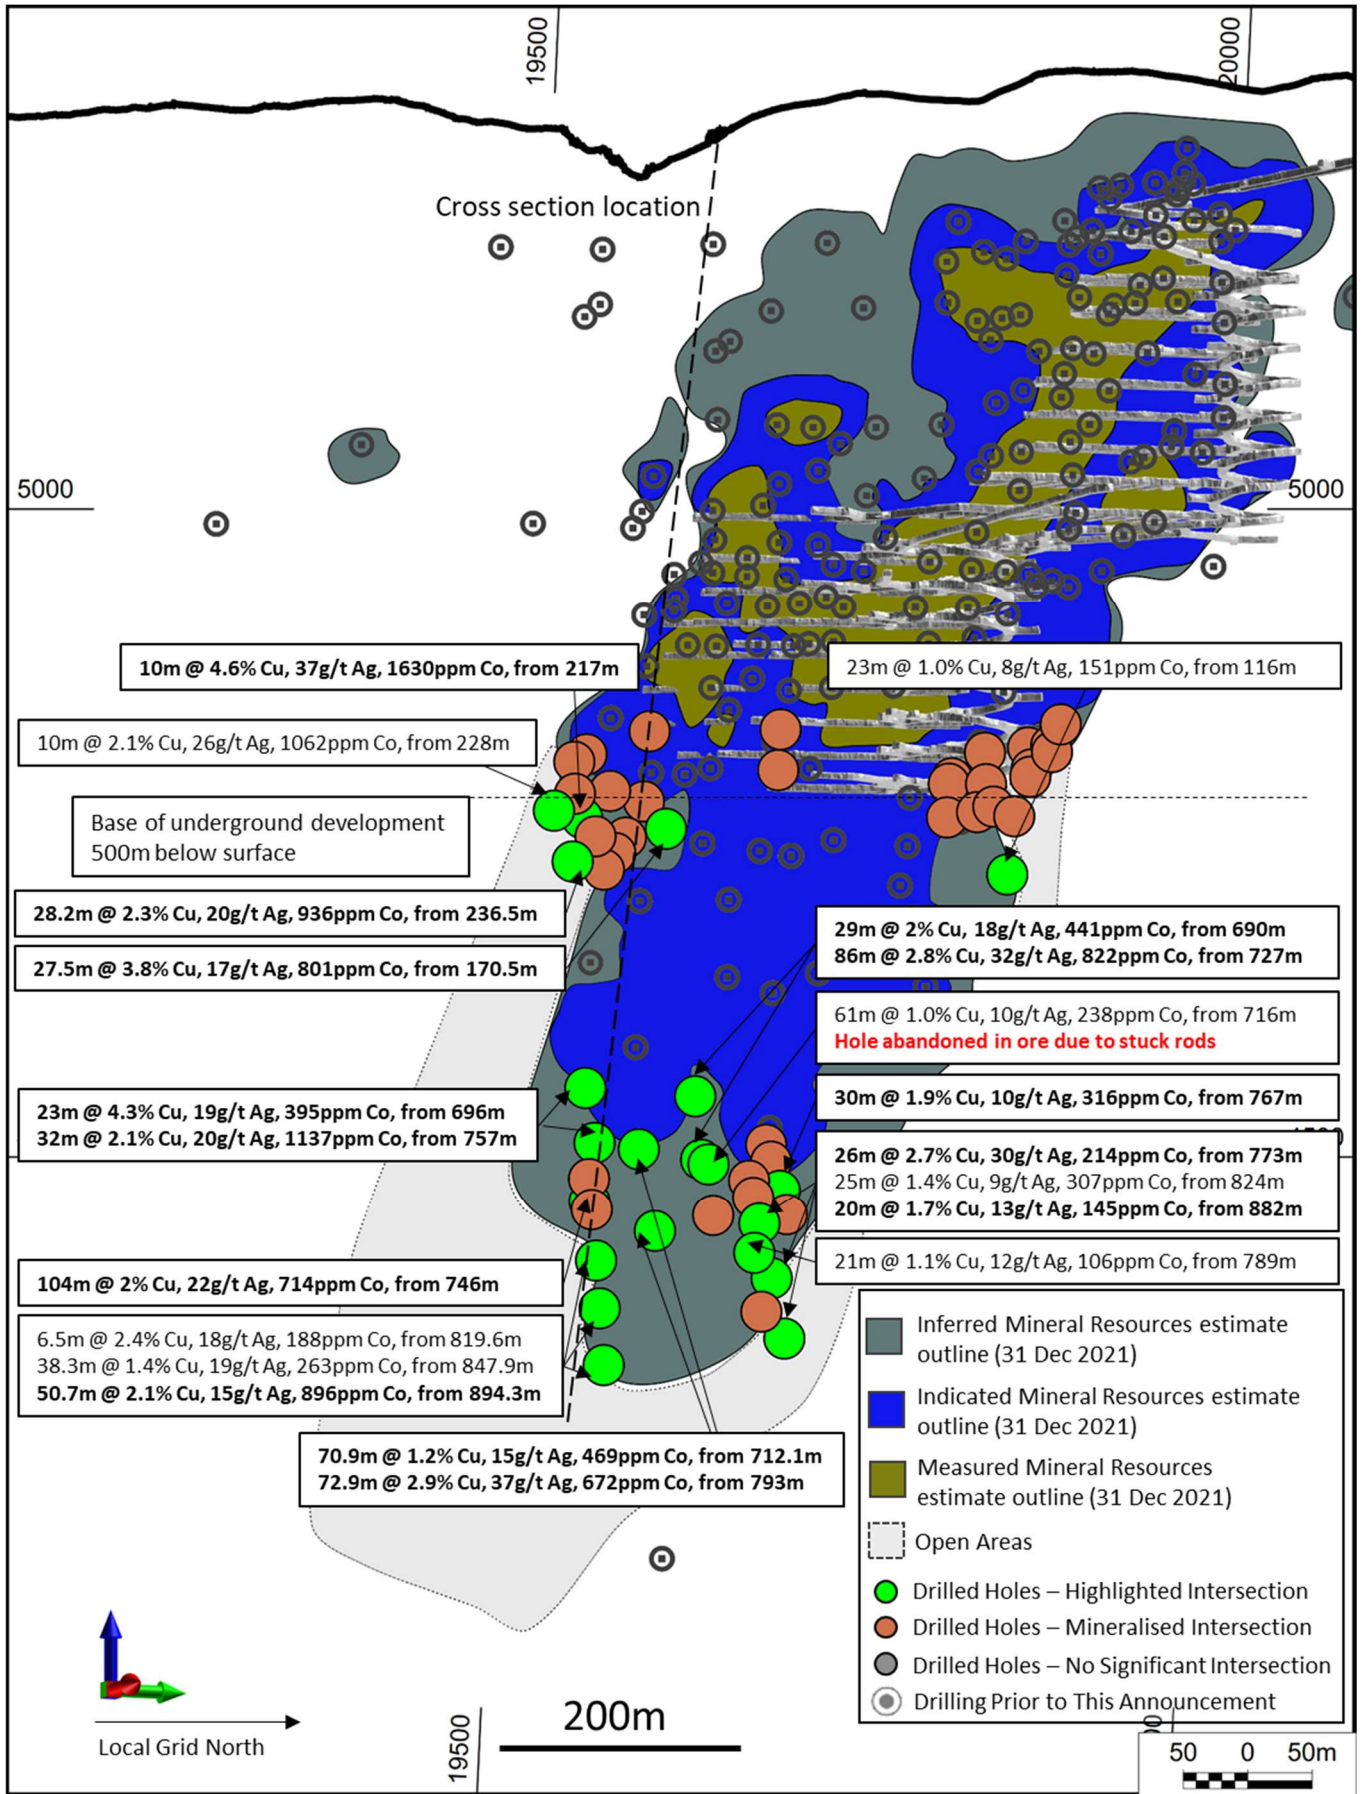 19500
20000
Cross section location
5000
5000
10m @ 4.6% Cu, 37g/t Ag, 1630ppm Co, from 217m
23m @ 1.0% Cu, 8g/t Ag, 151ppm Co, from 116m
10m @ 2.1% Cu, 26g/t Ag, 1062ppm Co, from 228m
Base of underground development
500m below surface
28.2m @ 2.3% Cu, 20g/t Ag, 936ppm Co, from 236.5m
27.5m @ 3.8% Cu, 17g/t Ag, 801ppm Co, from 170.5m
29m @ 2% Cu, 18g/t Ag, 441ppm Co, from 690m
86m @ 2.8% Cu, 32g/t Ag, 822ppm Co, from 727m
61m @ 1.0% Cu, 10g/t Ag, 238ppm Co, from 716m
Hole abandoned in ore due to stuck rods
30m @ 1.9% Cu, 10g/t Ag, 316ppm Co, from 767m
23m @ 4.3% Cu, 19g/t Ag, 395ppm Co, from 696m
32m @ 2.1% Cu, 20g/t Ag, 1137ppm Co, from 757m
26m @ 2.7% Cu, 30g/t Ag, 214ppm Co, from 773m
25m @ 1.4% Cu, 9g/t Ag, 307ppm Co, from 824m
20m @ 1.7% Cu, 13g/t Ag, 145ppm Co, from 882m
21m @ 1.1% Cu, 12g/t Ag, 106ppm Co, from 789m
104m @ 2% Cu, 22g/t Ag, 714ppm Co, from 746m
6.5m @ 2.4% Cu, 18g/t Ag, 188ppm Co, from 819.6m
38.3m @ 1.4% Cu, 19g/t Ag, 263ppm Co, from 847.9m
50.7m @ 2.1% Cu, 15g/t Ag, 896ppm Co, from 894.3m
70.9m @ 1.2% Cu, 15g/t Ag, 469ppm Co, from 712.1m
72.9m @ 2.9% Cu, 37g/t Ag, 672ppm Co, from 793m
Inferred Mineral Resources estimate
outline (31 Dec 2021)
Indicated Mineral Resources estimate
outline (31 Dec 2021)
Measured Mineral Resources
estimate outline (31 Dec 2021)
Open Areas
Drilled Holes – Highlighted Intersection
Drilled Holes – Mineralised Intersection
Drilled Holes – No Significant Intersection
Drilling Prior to This Announcement
Local Grid North
19500
200m
50 0 50m